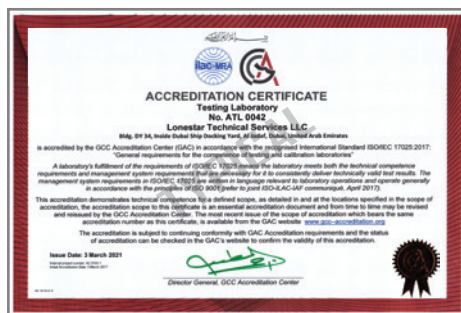 ilac-MRA
ACCREDITATION CERTIFICATE
Testing Laboratory
No. ATL 0042
Lonestar Technical Services LLC
Bldg. DY 34, Inside Dubai Ship Docking Yard, Al Jadaf, Dubai, United Arab Emirates
is accredited by the GCC Accreditation Center (GAC) in accordance with the recognised International Standard ISO/IEC 17025:2017:
"General requirements for the competence of testing and calibration laboratories"
A laboratory's fulfillment of the requirements of ISO/IEC 17025 means the laboratory meets both the technical competence
requirements and management system requirements that are necessary for it to consistently deliver technically valid test results. The
management system requirements in ISO/IEC 17025 are written in language relevant to laboratory operations and operate generally
in accordance with the principles of ISO 9001 (refer to joint ISO-ILAC-IAF communiqué, April 2017).
This accreditation demonstrates technical competence for a defined scope, as detailed in and at the locations specified in the scope of
accreditation, the accreditation scope to this certificate is an essential accreditation document and from time to time may be revised
and reissued by the GCC Accreditation Center. The most recent issue of the scope of accreditation which bears the same
accreditation number as this certificate, is available from the GAC website www.gcc-accreditation.org
The accreditation is subject to continuing conformity with GAC Accreditation requirements and the status
of accreditation can be checked in the GAC's website to confirm the validity of this accreditation.
Issue Date: 3 March 2021
Director General, GCC Accreditation Center